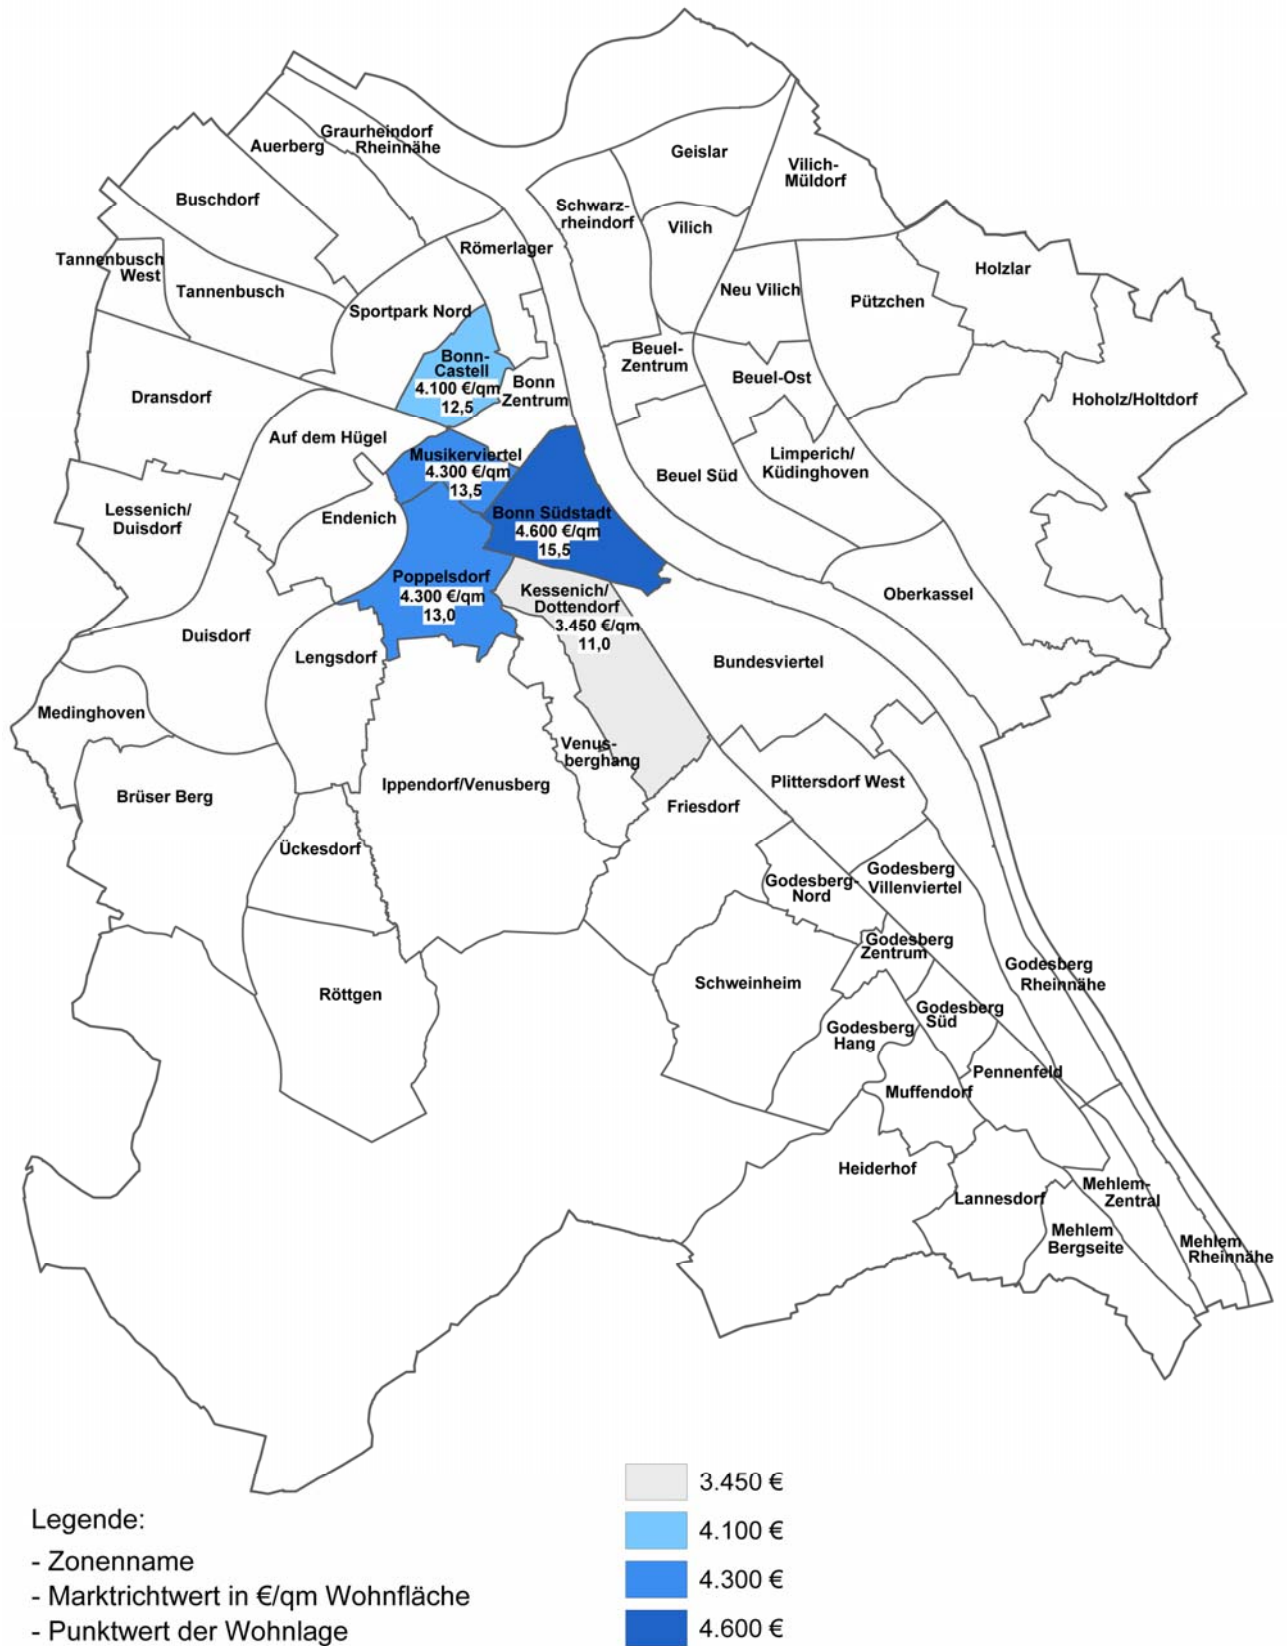 Graurheindorf
Rheinnähe
Auerberg
Geislar
Vilich-
Müldorf
Buschdorf
Schwarz-
rheindorf
Vilich
Römerlager
Tannenbusch
West
Tannenbusch
Holzlar
Neu Vilich
Pützchen
Sportpark Nord
Beuel-
Zentrum
Bonn-
Castell
4.100 €/qm
12,5
Bonn
Zentrum
Beuel-Ost
Dransdorf
Hoholz/Holtdorf
Auf dem Hügel
Musikerviertel
4.300 €/qm
13,5
Limperich/
Küdinghoven
Beuel Süd
Lessenich/
Duisdorf
Endenich
Bonn Südstadt
4.600 €/qm
15,5
Poppelsdorf
4.300 €/qm
13,0
Kessenich/
Dottendorf
3.450 €/qm
11,0
Oberkassel
Duisdorf
Lengsdorf
Bundesviertel
Medinghoven
Venus-
berghang
Ippendorf/Venusberg
Plittersdorf West
Brüser Berg
Friesdorf
Ückesdorf
Godesberg-
Nord
Godesberg
Villenviertel
Godesberg
Zentrum
Godesberg
Rheinnähe
Schweinheim
Röttgen
Godesberg
Süd
Godesberg
Hang
Pennenfeld
Muffendorf
Heiderhof
Lannesdorf
Mehlem-
Zentral
Mehlem
Bergseite
Mehlem
Rheinnähe
3.450 €
4.100 €
4.300 €
4.600 €
Legende:
- Zonenname
- Marktrichtwert in €/qm Wohnfläche
- Punktwert der Wohnlage